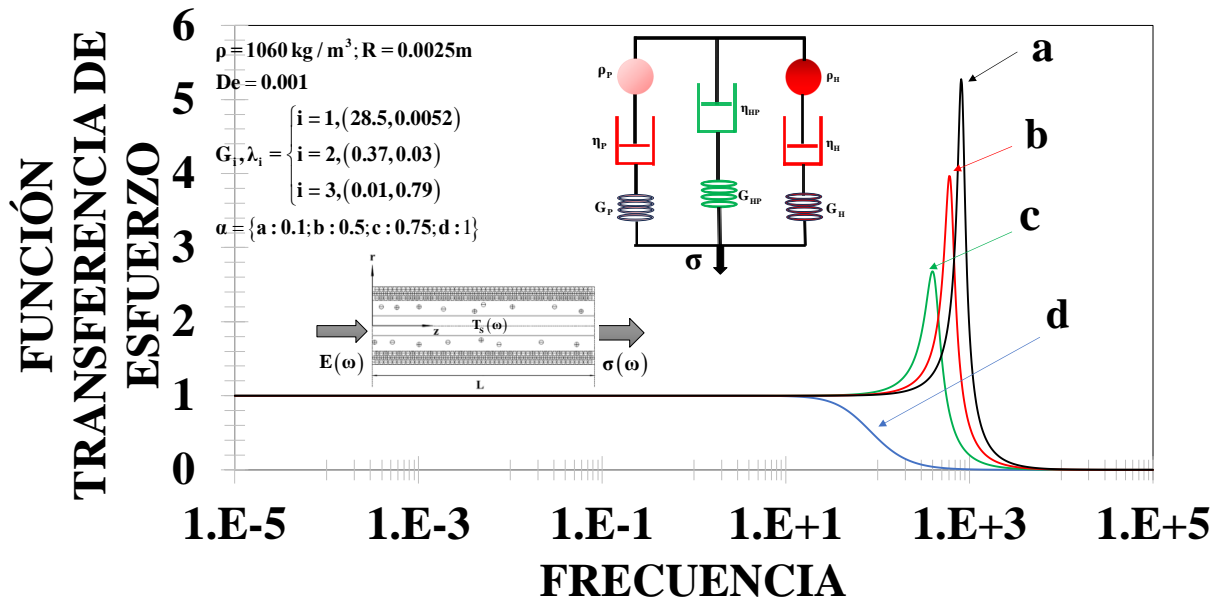 FUNCIÓN
TRANSFERENCIA DE
ESFUERZO
6
5
4
3
2
1
0
ρ = 1060 kg / m³; R = 0.0025m
De = 0.001
Gᵢ, λᵢ = { i = 1, (28.5, 0.0052)
i = 2, (0.37, 0.03)
i = 3, (0.01, 0.79)
α = {a : 0.1; b : 0.5; c : 0.75; d : 1}
ρP
ρH
ηHP
ηP
ηH
GP
GHP
GH
σ
a
b
c
d
r
z
Tₛ(ω)
E(ω)
σ(ω)
L
1.E-5
1.E-3
1.E-1
1.E+1
1.E+3
1.E+5
FRECUENCIA